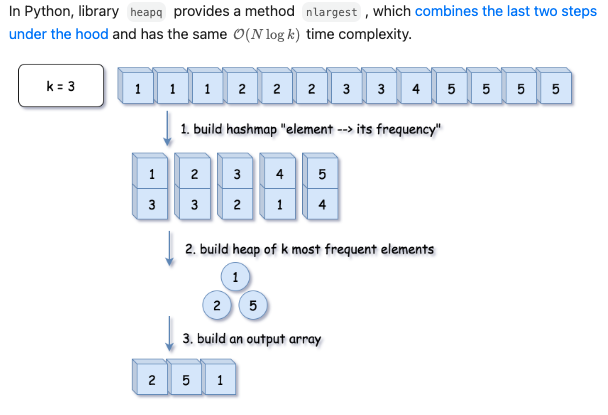 In Python, library heapq provides a method nlargest , which combines the last two steps
under the hood and has the same O(N log k) time complexity.
k = 3
1 1 1 2 2 2 3 3 4 5 5 5 5
1. build hashmap "element --> its frequency"
1 2 3 4 5
3 3 2 1 4
2. build heap of k most frequent elements
1
2 5
3. build an output array
2 5 1